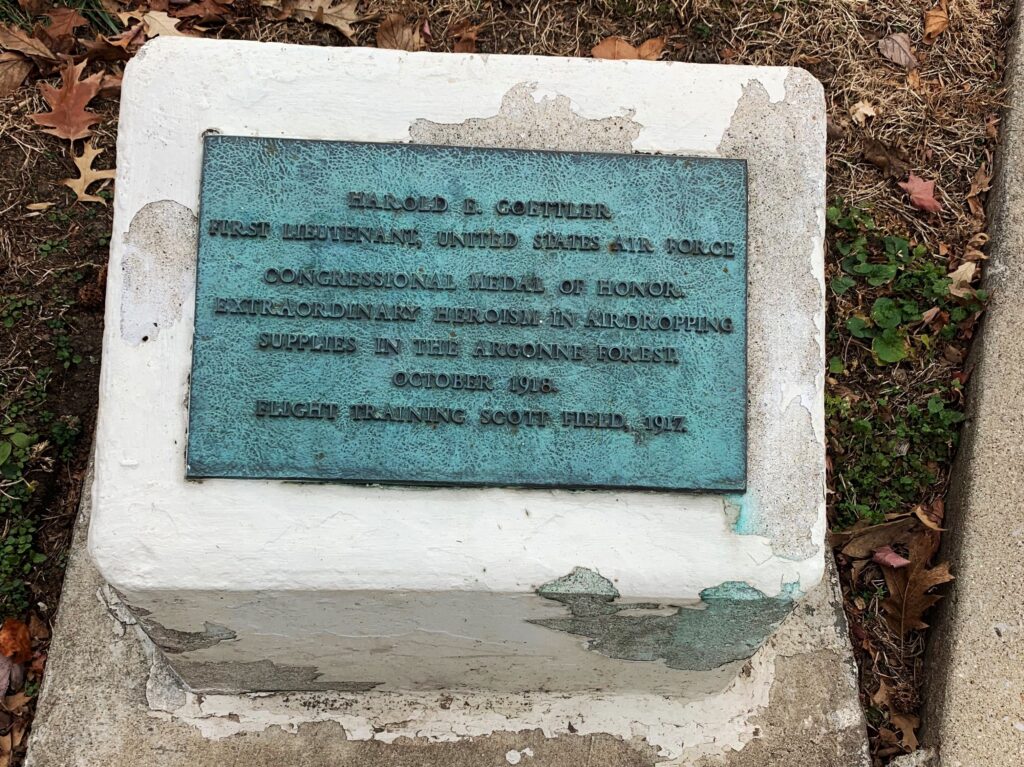 HAROLD E. GOETTLER
FIRST LIEUTENANT, UNITED STATES AIR FORCE
CONGRESSIONAL MEDAL OF HONOR.
EXTRAORDINARY HEROISM IN AIRDROPPING
SUPPLIES IN THE ARGONNE FOREST.
OCTOBER 1918.
FLIGHT TRAINING SCOTT FIELD, 1917.